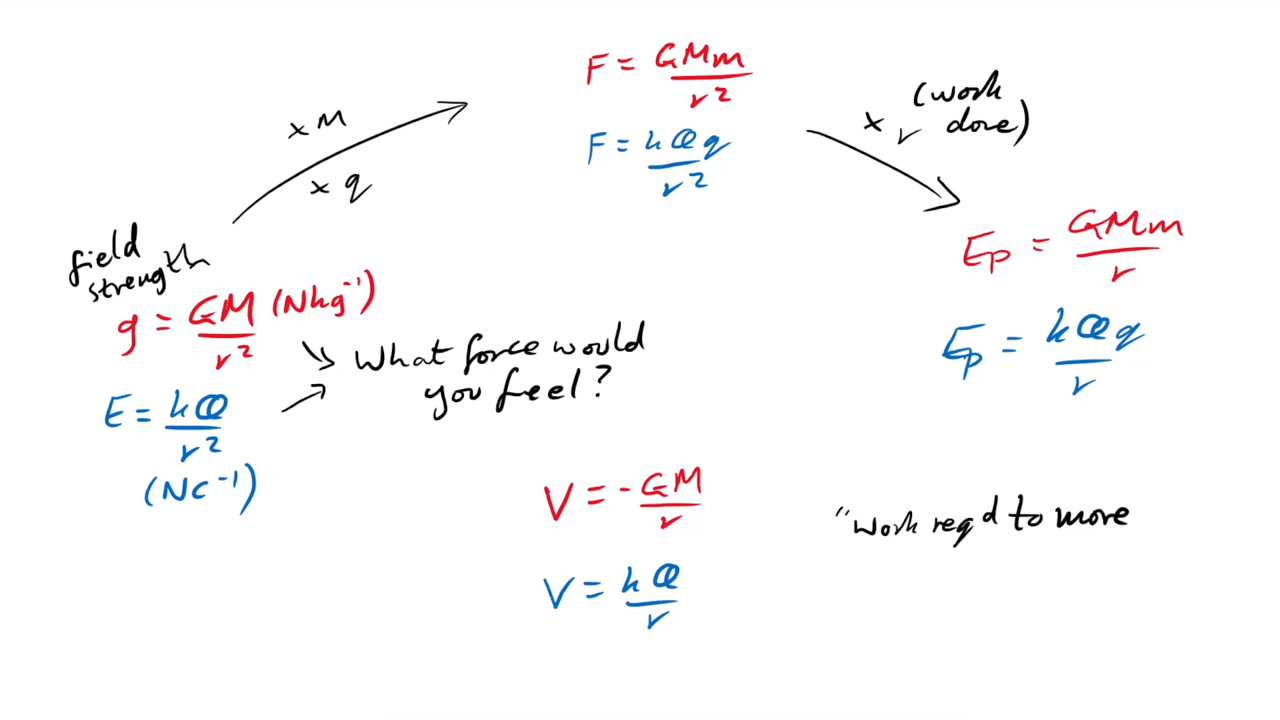 F = GMm/r²
F = kQq/r²
x M
x q
x r (work done)
field strength
g = GM/r² (Nkg⁻¹)
E = kQ/r²
(NC⁻¹)
What force would
you feel?
Ep = GMm/r
Ep = kQq/r
V = -GM/r
V = kQ/r
"work reqd to move